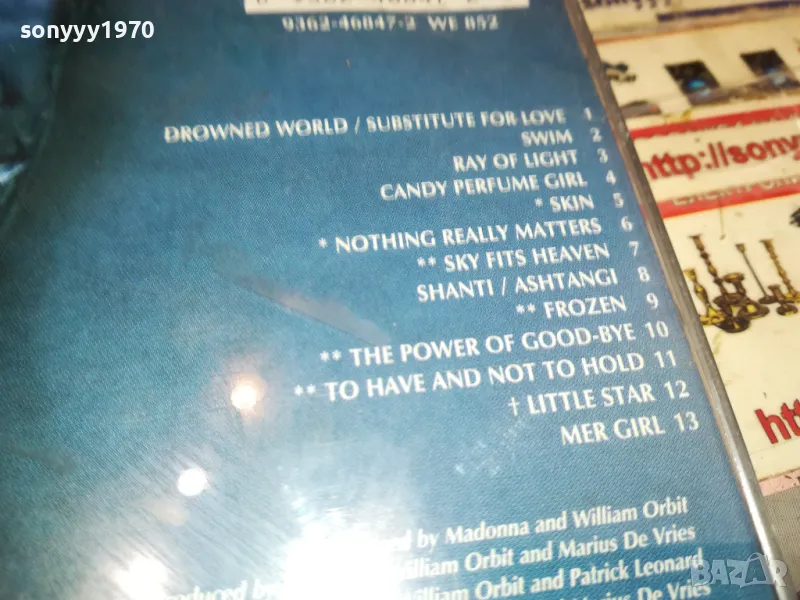 sonyyy1970
9362-46847-2 WE 852
DROWNED WORLD / SUBSTITUTE FOR LOVE 1
SWIM 2
RAY OF LIGHT 3
CANDY PERFUME GIRL 4
* SKIN 5
* NOTHING REALLY MATTERS 6
** SKY FITS HEAVEN 7
SHANTI / ASHTANGI 8
** FROZEN 9
** THE POWER OF GOOD-BYE 10
** TO HAVE AND NOT TO HOLD 11
† LITTLE STAR 12
MER GIRL 13
by Madonna and William Orbit
William Orbit and Marius De Vries
by William Orbit and Patrick Leonard
Marius De Vries
http://sony
ht
BAZAR
sonyyy1970